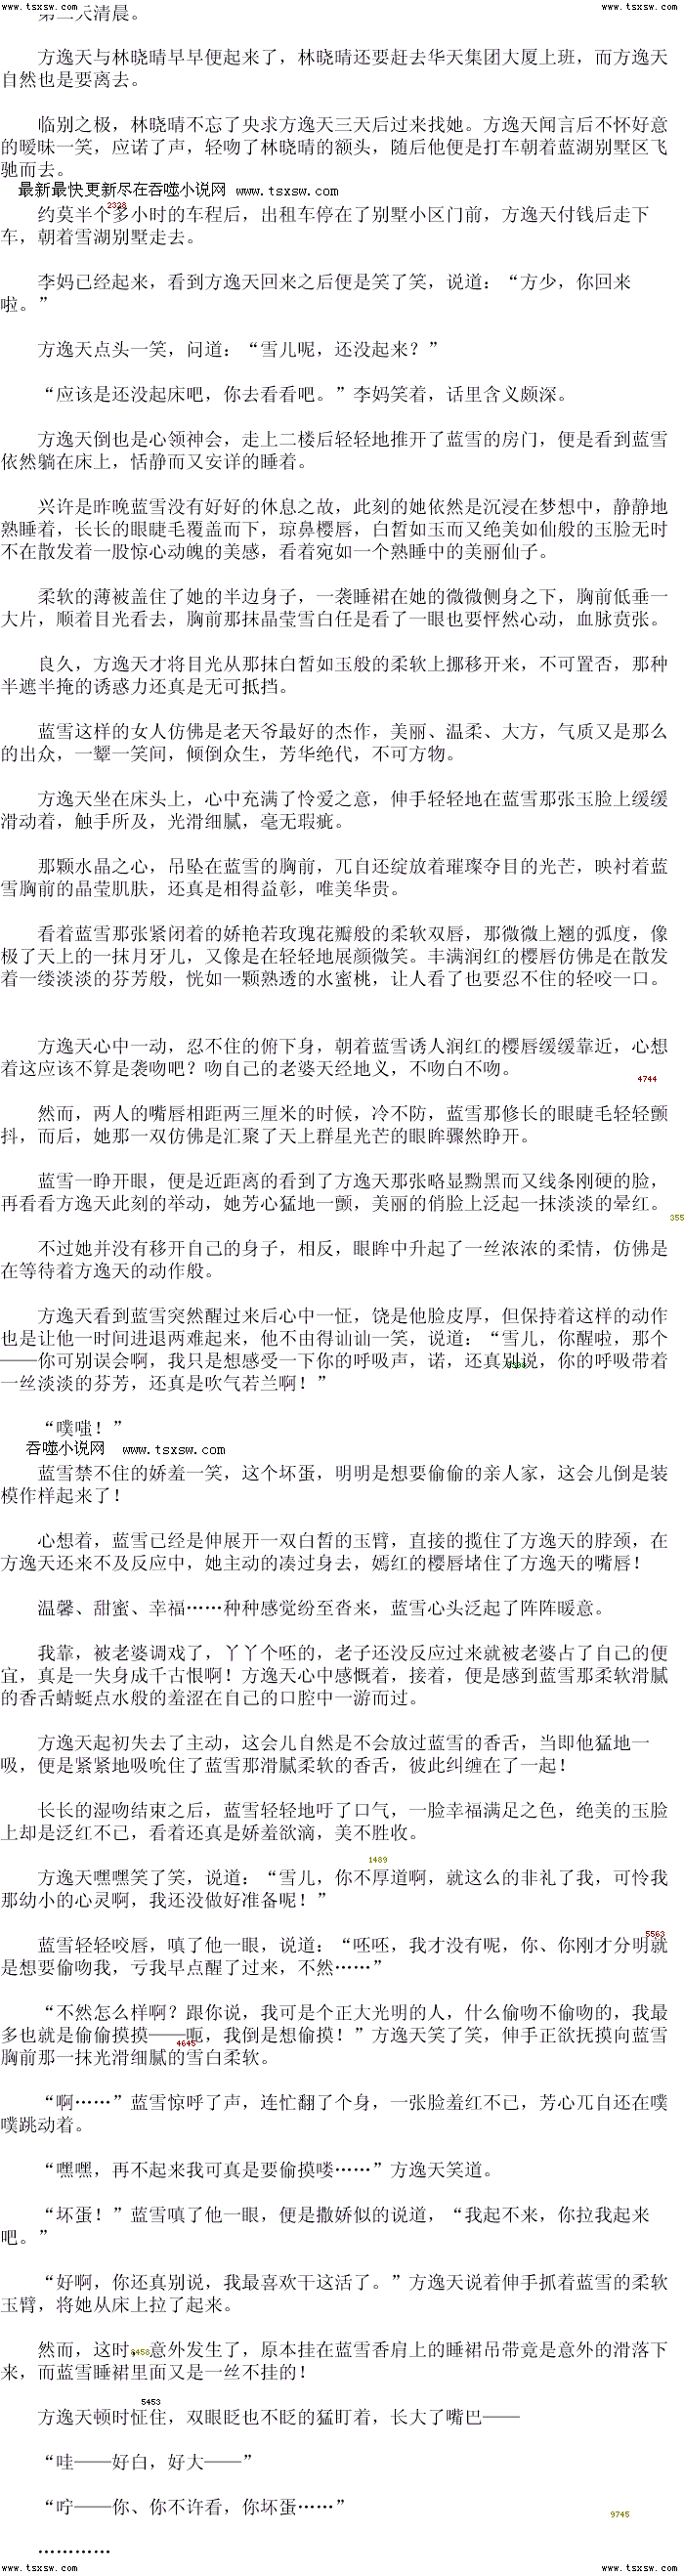 www.tsxsw.com www.tsxsw.com
第二天清晨。
方逸天与林晓晴早早便起来了，林晓晴还要赶去华天集团大厦上班，而方逸天
自然也是要离去。
临别之极，林晓晴不忘了央求方逸天三天后过来找她。方逸天闻言后不怀好意
的暧昧一笑，应诺了声，轻吻了林晓晴的额头，随后他便是打车朝着蓝湖别墅区飞
驰而去。
最新最快更新尽在吞噬小说网 www.tsxsw.com
2328
约莫半个多小时的车程后，出租车停在了别墅小区门前，方逸天付钱后走下
车，朝着雪湖别墅走去。
李妈已经起来，看到方逸天回来之后便是笑了笑，说道：“方少，你回来
啦。”
方逸天点头一笑，问道：“雪儿呢，还没起来？”
“应该是还没起床吧，你去看看吧。”李妈笑着，话里含义颇深。
方逸天倒也是心领神会，走上二楼后轻轻地推开了蓝雪的房门，便是看到蓝雪
依然躺在床上，恬静而又安详的睡着。
兴许是昨晚蓝雪没有好好的休息之故，此刻的她依然是沉浸在梦想中，静静地
熟睡着，长长的眼睫毛覆盖而下，琼鼻樱唇，白皙如玉而又绝美如仙般的玉脸无时
不在散发着一股惊心动魄的美感，看着宛如一个熟睡中的美丽仙子。
柔软的薄被盖住了她的半边身子，一袭睡裙在她的微微侧身之下，胸前低垂一
大片，顺着目光看去，胸前那抹晶莹雪白任是看了一眼也要怦然心动，血脉贲张。
良久，方逸天才将目光从那抹白皙如玉般的柔软上挪移开来，不可置否，那种
半遮半掩的诱惑力还真是无可抵挡。
蓝雪这样的女人仿佛是老天爷最好的杰作，美丽、温柔、大方，气质又是那么
的出众，一颦一笑间，倾倒众生，芳华绝代，不可方物。
方逸天坐在床头上，心中充满了怜爱之意，伸手轻轻地在蓝雪那张玉脸上缓缓
滑动着，触手所及，光滑细腻，毫无瑕疵。
那颗水晶之心，吊坠在蓝雪的胸前，兀自还绽放着璀璨夺目的光芒，映衬着蓝
雪胸前的晶莹肌肤，还真是相得益彰，唯美华贵。
看着蓝雪那张紧闭着的娇艳若玫瑰花瓣般的柔软双唇，那微微上翘的弧度，像
极了天上的一抹月牙儿，又像是在轻轻地展颜微笑。丰满润红的樱唇仿佛是在散发
着一缕淡淡的芬芳般，恍如一颗熟透的水蜜桃，让人看了也要忍不住的轻咬一口。
方逸天心中一动，忍不住的俯下身，朝着蓝雪诱人润红的樱唇缓缓靠近，心想
着这应该不算是袭吻吧？吻自己的老婆天经地义，不吻白不吻。
4744
然而，两人的嘴唇相距两三厘米的时候，冷不防，蓝雪那修长的眼睫毛轻轻颤
抖，而后，她那一双仿佛是汇聚了天上群星光芒的眼眸骤然睁开。
蓝雪一睁开眼，便是近距离的看到了方逸天那张略显黝黑而又线条刚硬的脸，
再看看方逸天此刻的举动，她芳心猛地一颤，美丽的俏脸上泛起一抹淡淡的晕红。
355
不过她并没有移开自己的身子，相反，眼眸中升起了一丝浓浓的柔情，仿佛是
在等待着方逸天的动作般。
方逸天看到蓝雪突然醒过来后心中一怔，饶是他脸皮厚，但保持着这样的动作
也是让他一时间进退两难起来，他不由得讪讪一笑，说道：“雪儿，你醒啦，那个
——你可别误会啊，我只是想感受一下你的呼吸声，诺，还真别说，你的呼吸带着
一丝淡淡的芬芳，还真是吹气若兰啊！”
“噗嗤！”
吞噬小说网 www.tsxsw.com
蓝雪禁不住的娇羞一笑，这个坏蛋，明明是想要偷偷的亲人家，这会儿倒是装
模作样起来了！
心想着，蓝雪已经是伸展开一双白皙的玉臂，直接的揽住了方逸天的脖颈，在
方逸天还来不及反应中，她主动的凑过身去，嫣红的樱唇堵住了方逸天的嘴唇！
温馨、甜蜜、幸福……种种感觉纷至沓来，蓝雪心头泛起了阵阵暖意。
我靠，被老婆调戏了，丫丫个呸的，老子还没反应过来就被老婆占了自己的便
宜，真是一失身成千古恨啊！方逸天心中感慨着，接着，便是感到蓝雪那柔软滑腻
的香舌蜻蜓点水般的羞涩在自己的口腔中一游而过。
方逸天起初失去了主动，这会儿自然是不会放过蓝雪的香舌，当即他猛地一
吸，便是紧紧地吸吮住了蓝雪那滑腻柔软的香舌，彼此纠缠在了一起！
长长的湿吻结束之后，蓝雪轻轻地吁了口气，一脸幸福满足之色，绝美的玉脸
上却是泛红不已，看着还真是娇羞欲滴，美不胜收。
1489
方逸天嘿嘿笑了笑，说道：“雪儿，你不厚道啊，就这么的非礼了我，可怜我
那幼小的心灵啊，我还没做好准备呢！”
5563
蓝雪轻轻咬唇，嗔了他一眼，说道：“呸呸，我才没有呢，你、你刚才分明就
是想要偷吻我，亏我早点醒了过来，不然……”
“不然怎么样啊？跟你说，我可是个正大光明的人，什么偷吻不偷吻的，我最
多也就是偷偷摸摸——呃，我倒是想偷摸！”方逸天笑了笑，伸手正欲抚摸向蓝雪
4645
胸前那一抹光滑细腻的雪白柔软。
“啊……”蓝雪惊呼了声，连忙翻了个身，一张脸羞红不已，芳心兀自还在噗
噗跳动着。
“嘿嘿，再不起来我可真是要偷摸喽……”方逸天笑道。
“坏蛋！”蓝雪嗔了他一眼，便是撒娇似的说道，“我起不来，你拉我起来
吧。”
“好啊，你还真别说，我最喜欢干这活了。”方逸天说着伸手抓着蓝雪的柔软
玉臂，将她从床上拉了起来。
然而，这时，意外发生了，原本挂在蓝雪香肩上的睡裙吊带竟是意外的滑落下
来，而蓝雪睡裙里面又是一丝不挂的！
5453
方逸天顿时怔住，双眼眨也不眨的猛盯着，长大了嘴巴——
“哇——好白，好大——”
“咛——你、你不许看，你坏蛋……”
9745
…………
www.tsxsw.com www.tsxsw.com